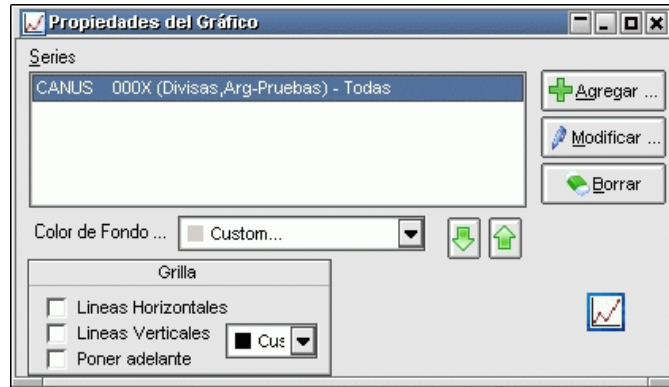 Propiedades del Gráfico
Series
CANUS 000X (Divisas,Arg-Pruebas) - Todas
Agregar ...
Modificar ...
Borrar
Color de Fondo ...
Custom...
Grilla
Lineas Horizontales
Lineas Verticales
Cus
Poner adelante